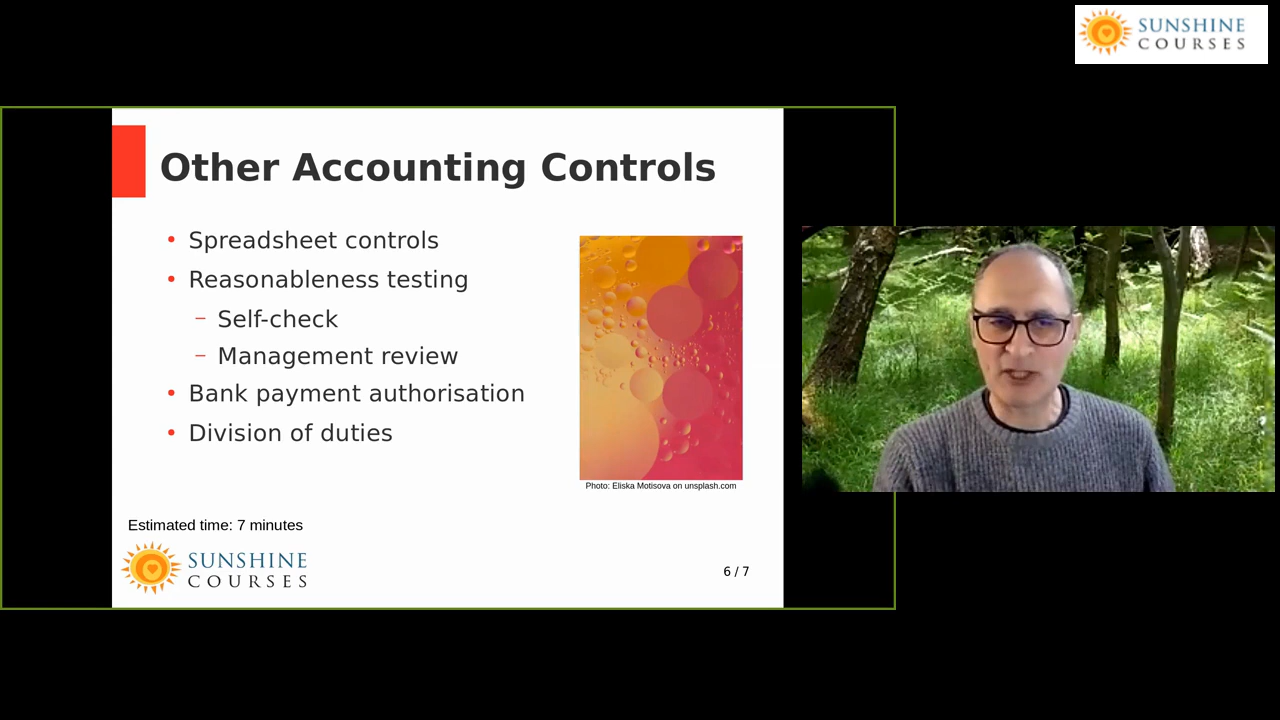 SUNSHINE
COURSES
Other Accounting Controls
• Spreadsheet controls
• Reasonableness testing
– Self-check
– Management review
• Bank payment authorisation
• Division of duties
Photo: Eliska Motisova on unsplash.com
Estimated time: 7 minutes
SUNSHINE
COURSES
6 / 7